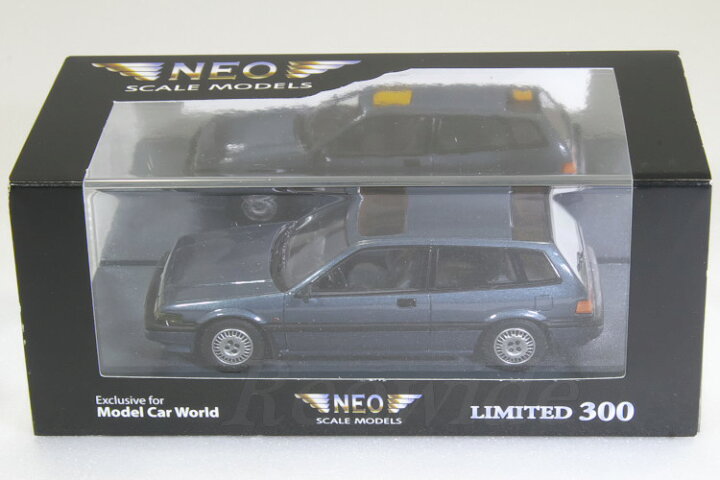 NEO
SCALE MODELS
Exclusive for
Model Car World
NEO
SCALE MODELS
LIMITED 300